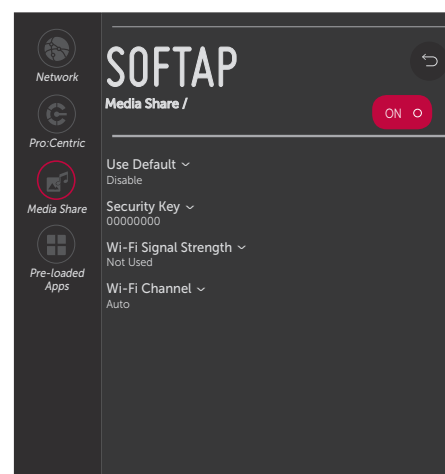 Network
Pro:Centric
Media Share
Pre-loaded
Apps
SOFTAP
Media Share /
ON
Use Default
Disable
Security Key
00000000
Wi-Fi Signal Strength
Not Used
Wi-Fi Channel
Auto